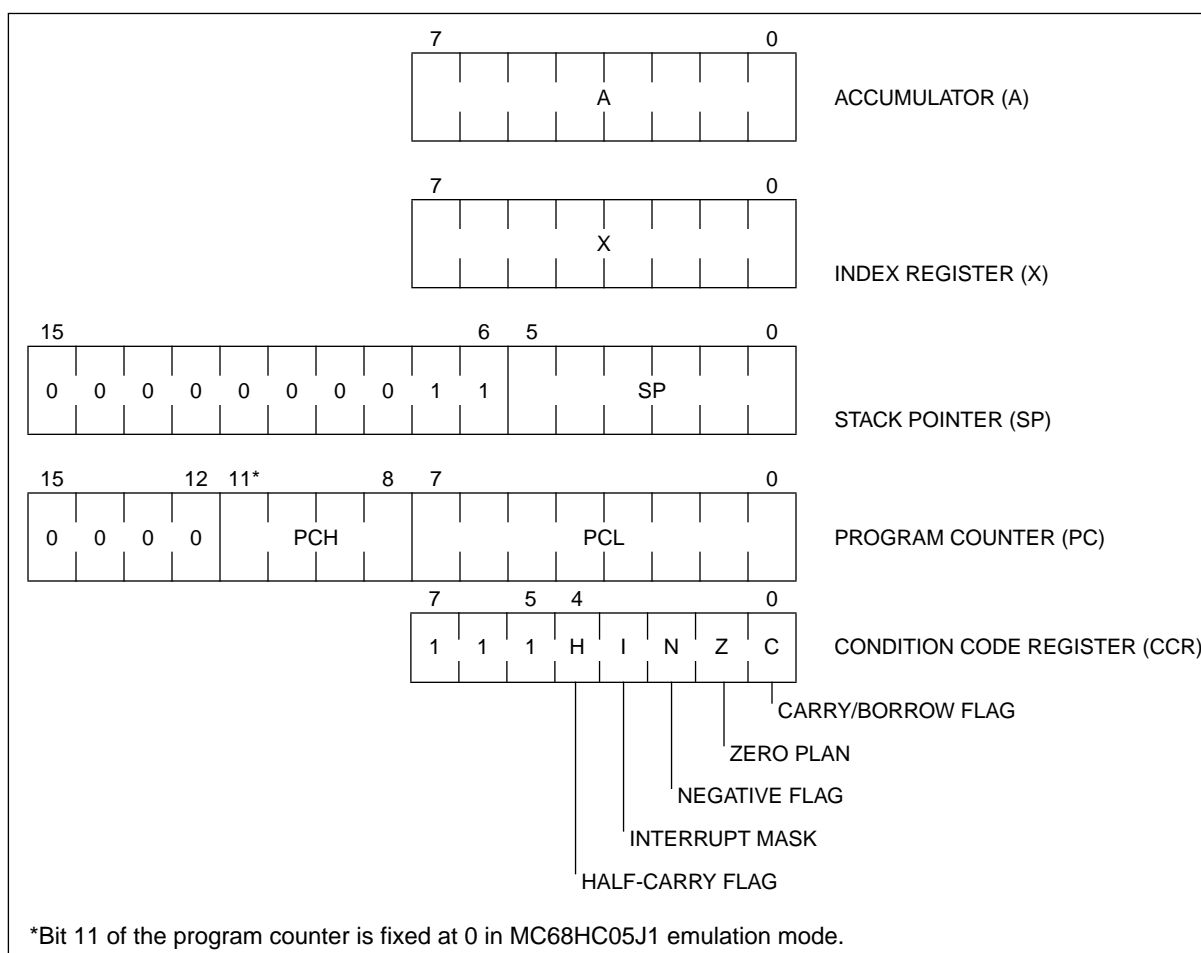 7 0
A ACCUMULATOR (A)
7 0
X
INDEX REGISTER (X)
15 6 5 0
0 0 0 0 0 0 0 0 1 1 SP
STACK POINTER (SP)
15 12 11* 8 7 0
0 0 0 0 PCH PCL PROGRAM COUNTER (PC)
7 5 4 0
1 1 1 H I N Z C CONDITION CODE REGISTER (CCR)
CARRY/BORROW FLAG
ZERO PLAN
NEGATIVE FLAG
INTERRUPT MASK
HALF-CARRY FLAG
*Bit 11 of the program counter is fixed at 0 in MC68HC05J1 emulation mode.